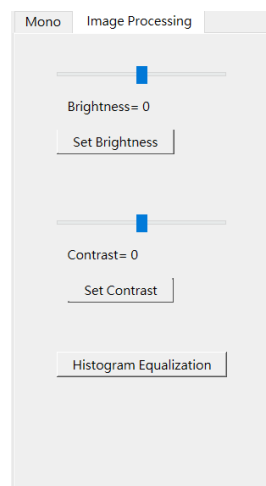 Mono Image Processing
Brightness= 0
Set Brightness
Contrast= 0
Set Contrast
Histogram Equalization